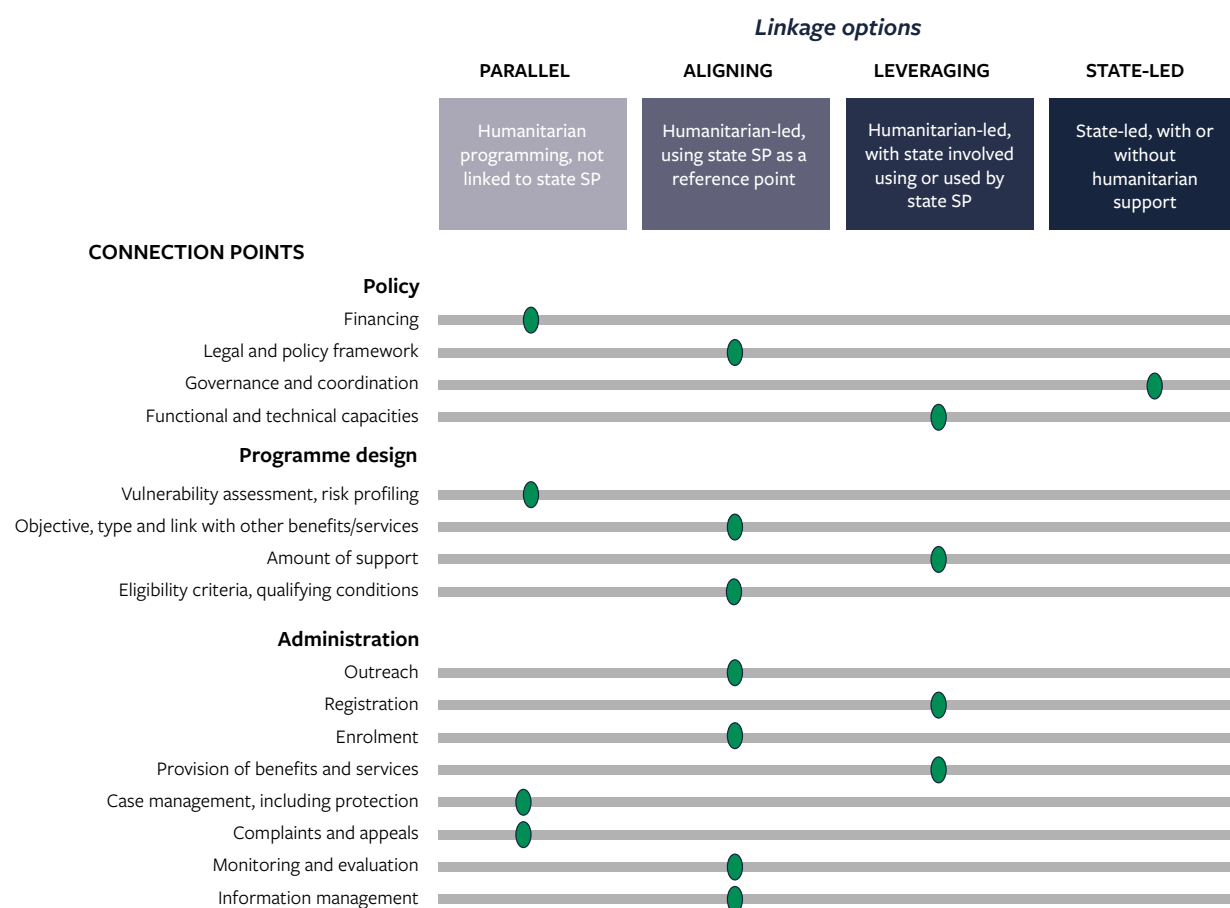 Linkage options
PARALLEL
ALIGNING
LEVERAGING
STATE-LED
Humanitarian
programming, not
linked to state SP
Humanitarian-led,
using state SP as a
reference point
Humanitarian-led,
with state involved
using or used by
state SP
State-led, with or
without
humanitarian
support
CONNECTION POINTS
Policy
Financing
Legal and policy framework
Governance and coordination
Functional and technical capacities
Programme design
Vulnerability assessment, risk profiling
Objective, type and link with other benefits/services
Amount of support
Eligibility criteria, qualifying conditions
Administration
Outreach
Registration
Enrolment
Provision of benefits and services
Case management, including protection
Complaints and appeals
Monitoring and evaluation
Information management